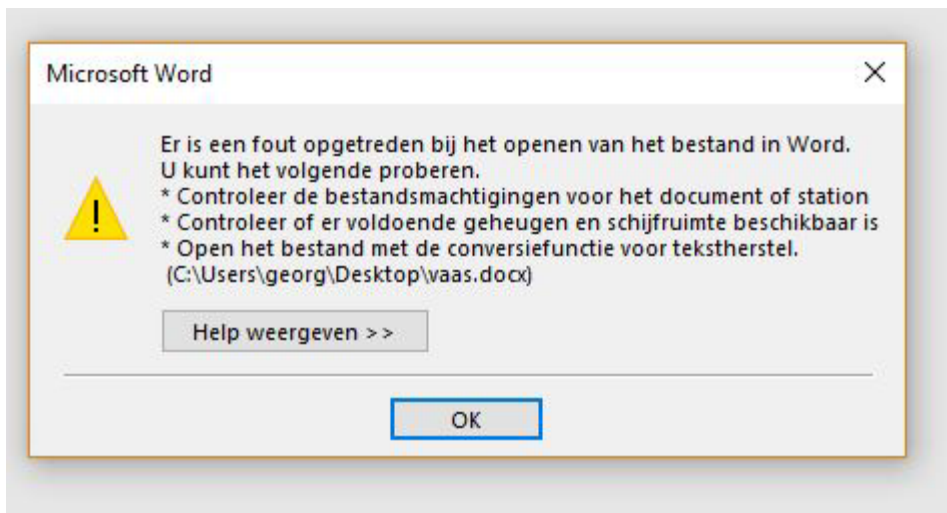 Microsoft Word
Er is een fout opgetreden bij het openen van het bestand in Word.
U kunt het volgende proberen.
* Controleer de bestandsmachtigingen voor het document of station
* Controleer of er voldoende geheugen en schijfruimte beschikbaar is
* Open het bestand met de conversiefunctie voor tekstherstel.
(C:\Users\georg\Desktop\vaas.docx)
Help weergeven >>
OK